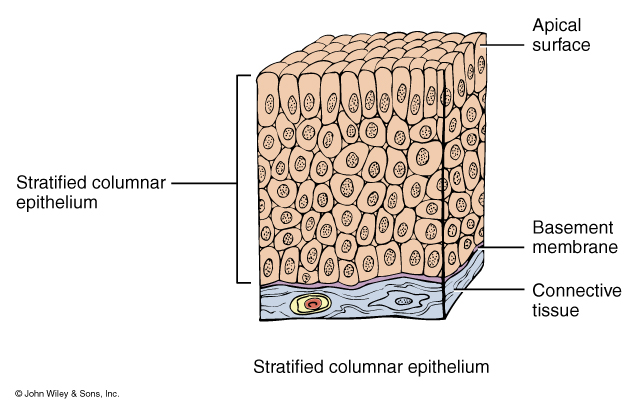 Apical
surface
Stratified columnar
epithelium
Basement
membrane
Connective
tissue
Stratified columnar epithelium
© John Wiley & Sons, Inc.